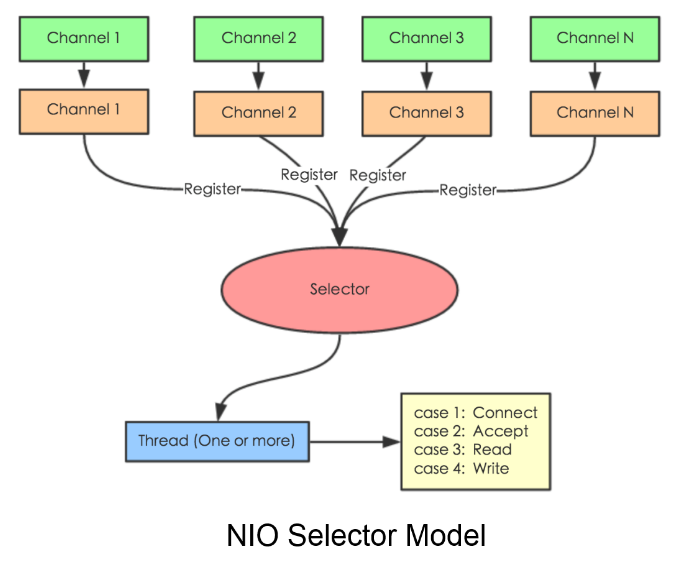 Channel 1
Channel 2
Channel 3
Channel N
Channel 1
Channel 2
Channel 3
Channel N
Register
Register
Register
Register
Selector
Thread (One or more)
case 1: Connect
case 2: Accept
case 3: Read
case 4: Write
NIO Selector Model